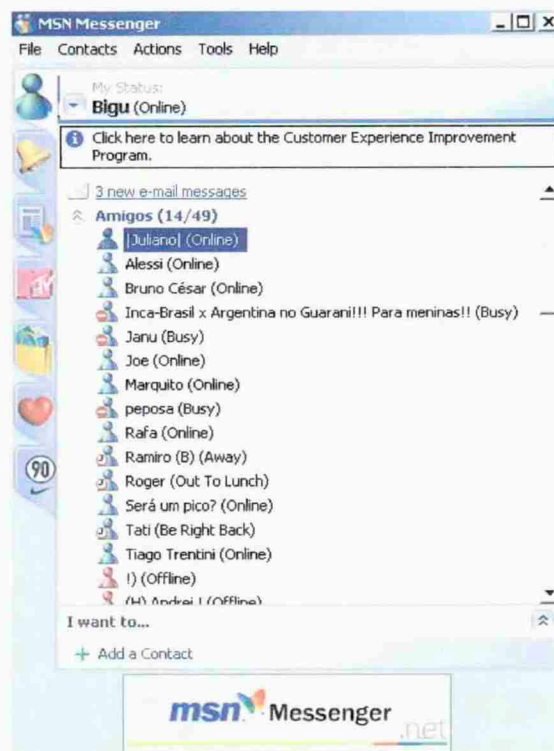 MSN Messenger
File Contacts Actions Tools Help
My Status:
Bigu (Online)
Click here to learn about the Customer Experience Improvement
Program.
3 new e-mail messages
Amigos (14/49)
|Juliano| (Online)
Alessi (Online)
Bruno César (Online)
Inca-Brasil x Argentina no Guarani!!! Para meninas!! (Busy)
Janu (Busy)
Joe (Online)
Marquito (Online)
peposa (Busy)
Rafa (Online)
Ramiro (B) (Away)
Roger (Out To Lunch)
Será um pico? (Online)
Tati (Be Right Back)
Tiago Trentini (Online)
!) (Offline)
(H) Andrei ! (Offline)
90
I want to...
+ Add a Contact
msn Messenger
.net